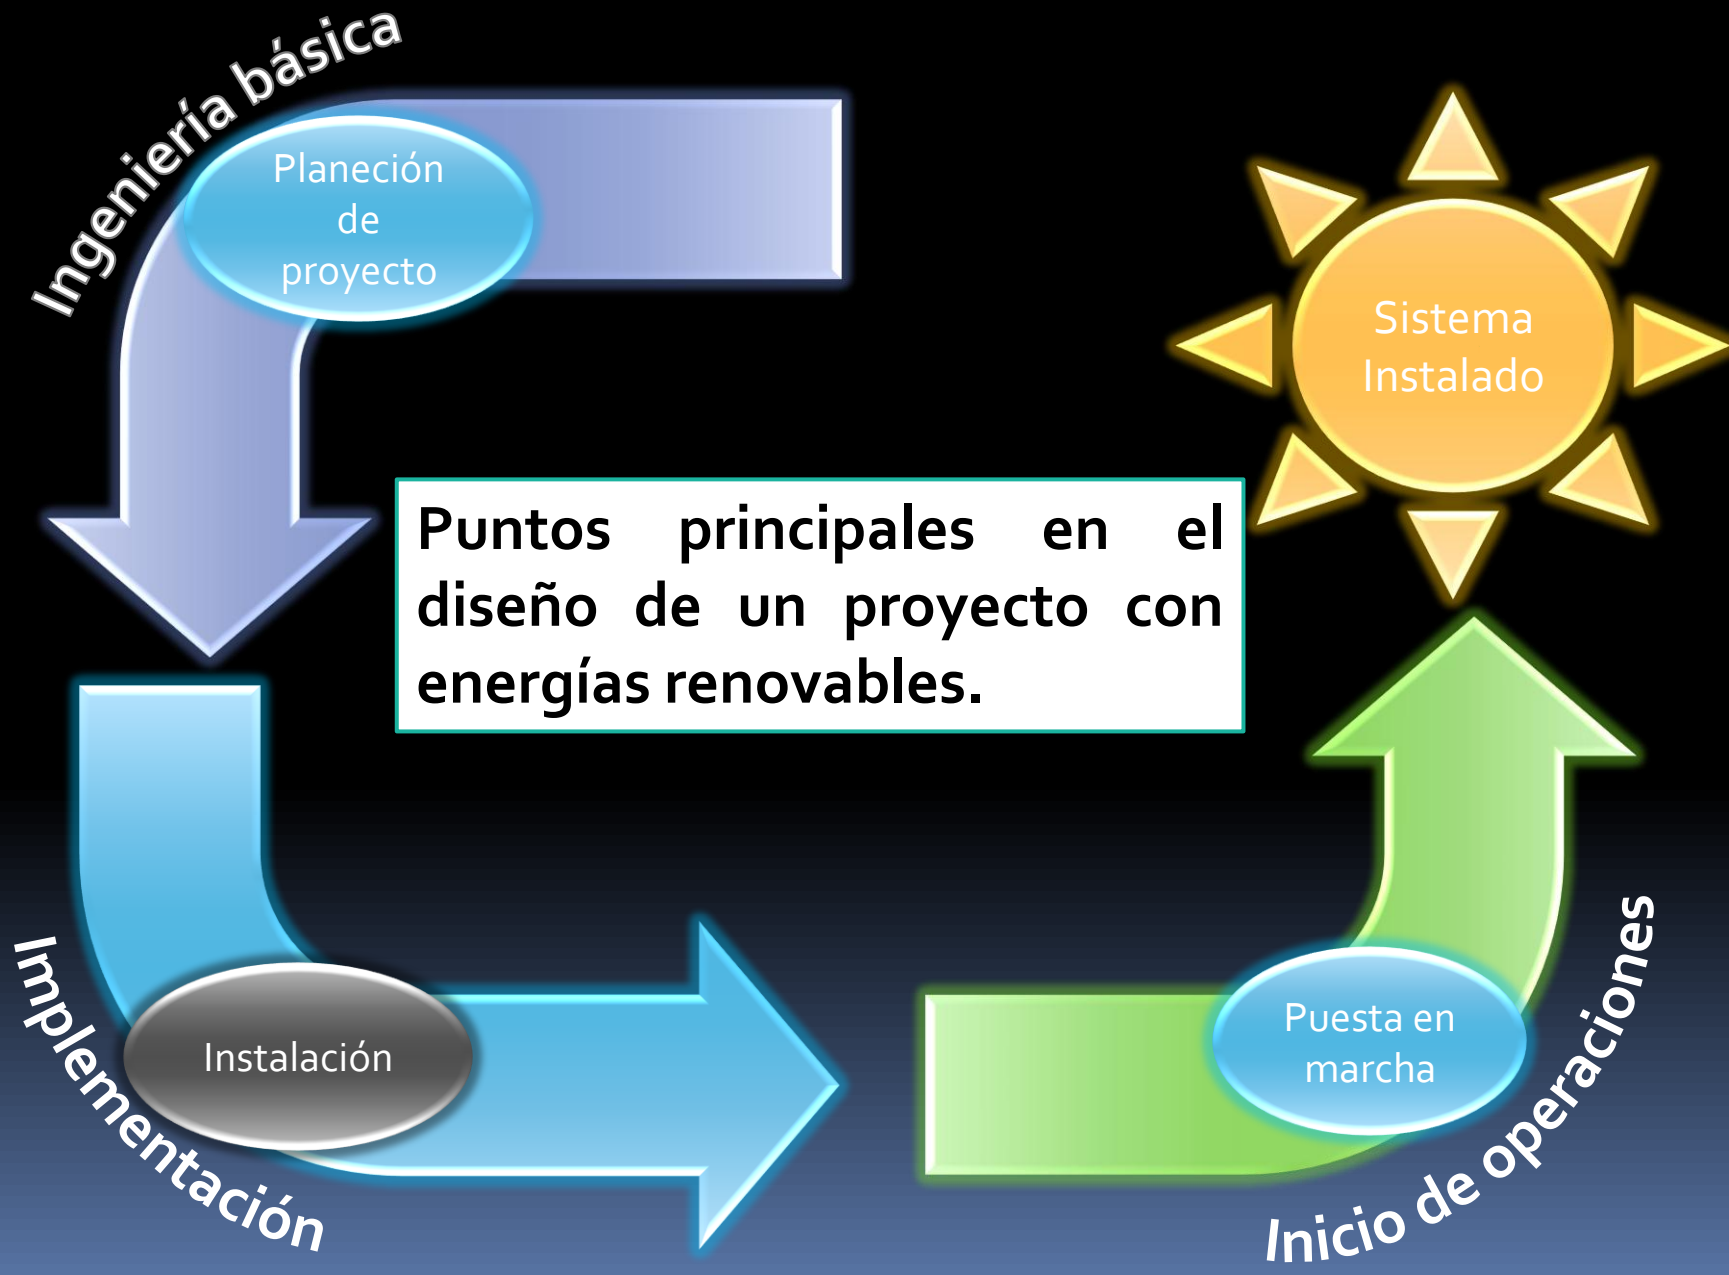 Ingeniería básica
Planeción
de
proyecto
Sistema
Instalado
Puntos principales en el
diseño de un proyecto con
energías renovables.
Implementación
Instalación
Puesta en
marcha
Inicio de operaciones